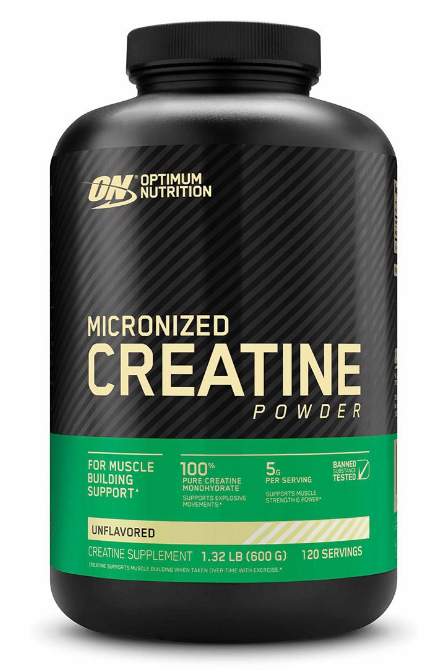 ON® OPTIMUM
NUTRITION
MICRONIZED
CREATINE
POWDER
FOR MUSCLE
BUILDING
SUPPORT*
100%
PURE CREATINE
MONOHYDRATE
SUPPORTS EXPLOSIVE
MOVEMENTS*
5G
PER SERVING
SUPPORTS MUSCLE
STRENGTH & POWER*
BANNED
SUBSTANCE
TESTED
UNFLAVORED
CREATINE SUPPLEMENT 1.32 LB (600 G) 120 SERVINGS
CREATINE SUPPORTS MUSCLE BUILDING WHEN TAKEN OVER TIME WITH EXERCISE.*